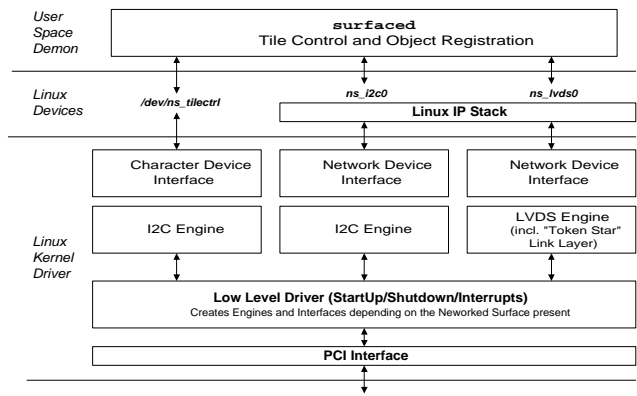 User
Space
Demon
surfaced
Tile Control and Object Registration
Linux
Devices
/dev/ns_tilectrl
ns_i2c0
ns_lvds0
Linux IP Stack
Character Device
Interface
Network Device
Interface
Network Device
Interface
Linux
Kernel
Driver
I2C Engine
I2C Engine
LVDS Engine
(incl. "Token Star"
Link Layer)
Low Level Driver (StartUp/Shutdown/Interrupts)
Creates Engines and Interfaces depending on the Neworked Surface present
PCI Interface